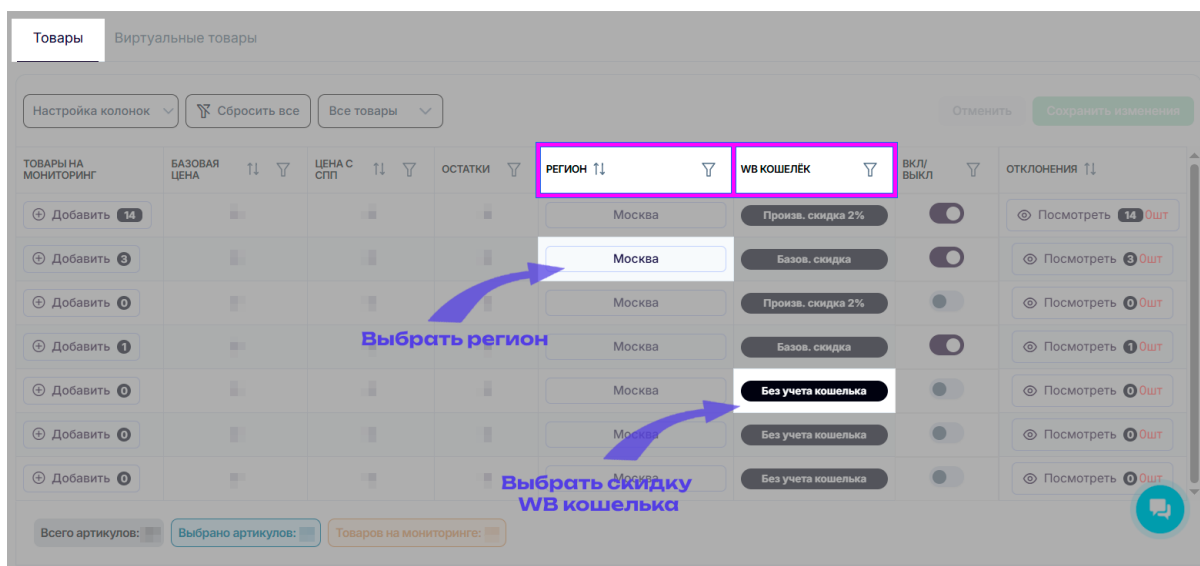 Товары Виртуальные товары
Настройка колонок Сбросить все Все товары Отменить Сохранить изменения
ТОВАРЫ НА МОНИТОРИНГ БАЗОВАЯ ЦЕНА ЦЕНА С СПП ОСТАТКИ РЕГИОН WB КОШЕЛЁК ВКЛ/ВЫКЛ ОТКЛОНЕНИЯ
Добавить 14 Москва Произв. скидка 2% Посмотреть 14 0шт
Добавить 3 Москва Базов. скидка Посмотреть 3 0шт
Добавить 0 Москва Произв. скидка 2% Посмотреть 0 0шт
Выбрать регион
Добавить 1 Москва Базов. скидка Посмотреть 1 0шт
Добавить 0 Москва Без учета кошелька Посмотреть 0 0шт
Добавить 0 Москва Без учета кошелька Посмотреть 0 0шт
Добавить 0 Москва Без учета кошелька Посмотреть 0 0шт
Выбрать скидку
WB кошелька
Всего артикулов: Выбрано артикулов: Товаров на мониторинге: